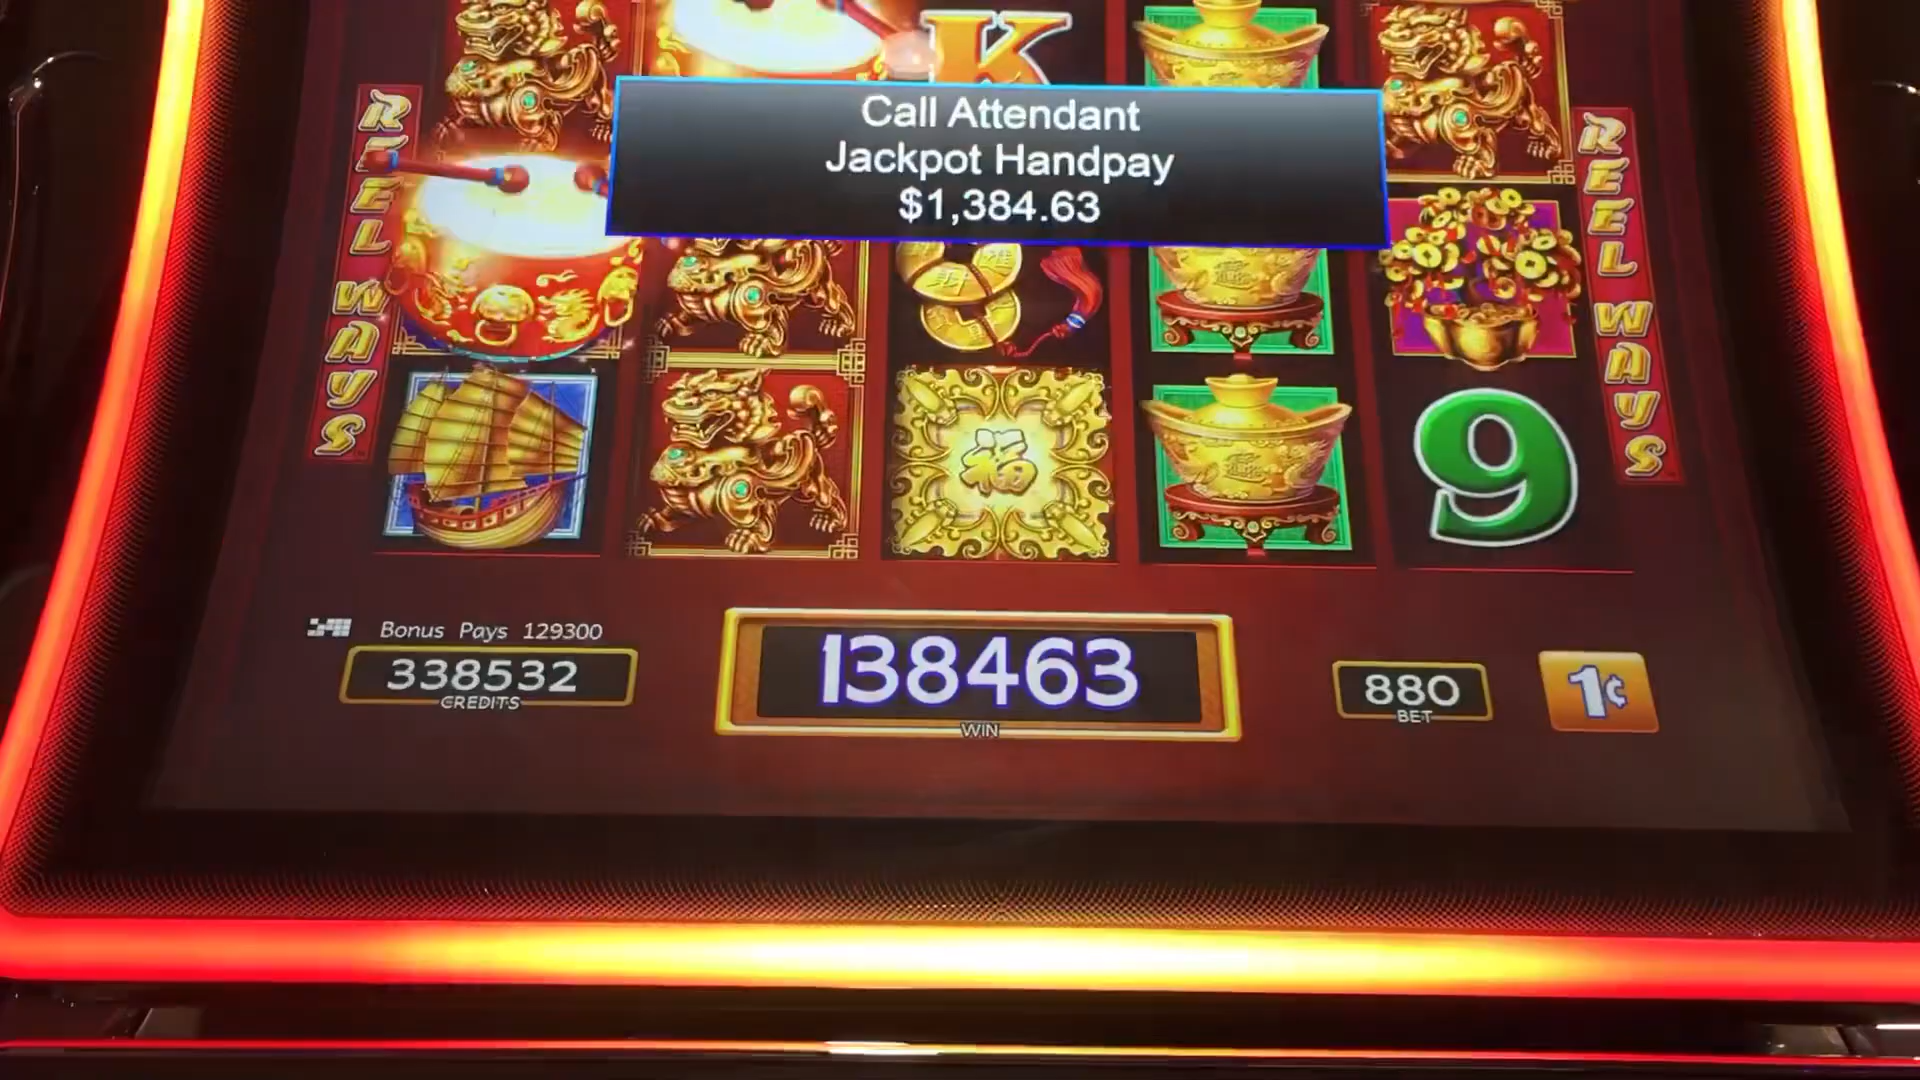 K
Call Attendant
Jackpot Handpay
$1,384.63
REEL WAYS
REEL WAYS
福
9
Bonus Pays 129300
338532
CREDITS
138463
WIN
880
BET
1¢